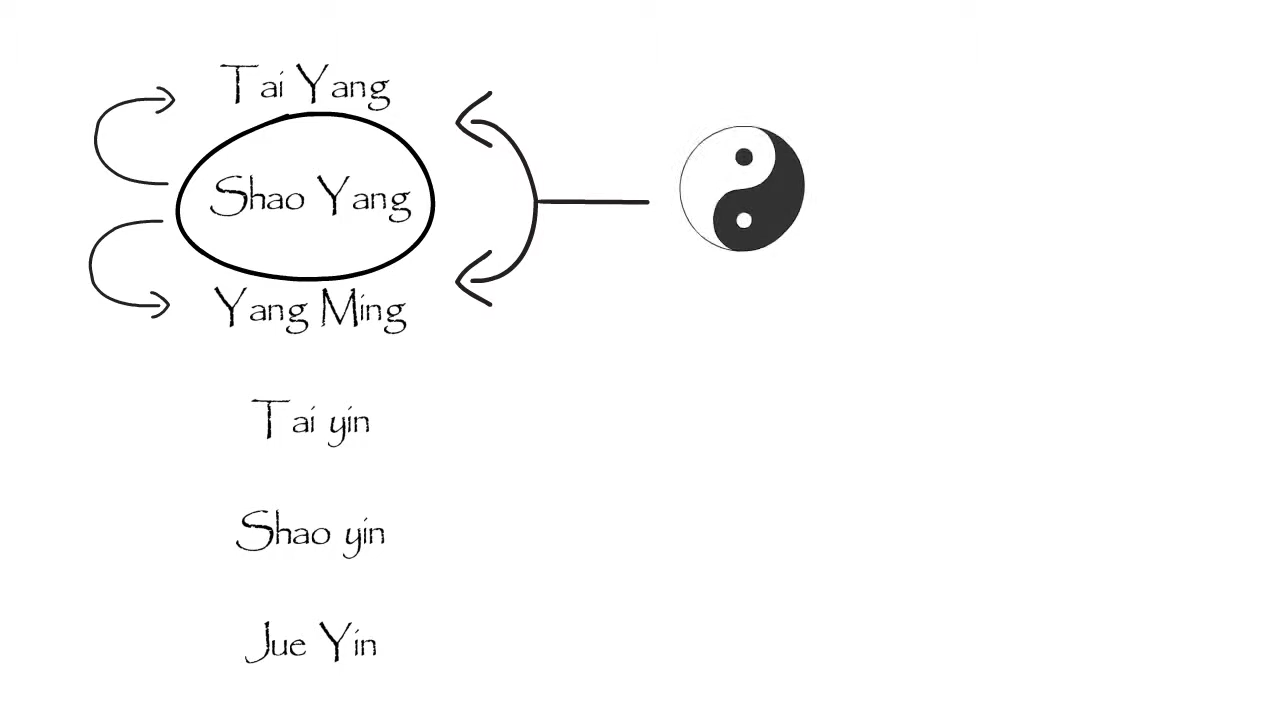 Tai Yang
Shao Yang
Yang Ming
Tai yin
Shao yin
Jue Yin